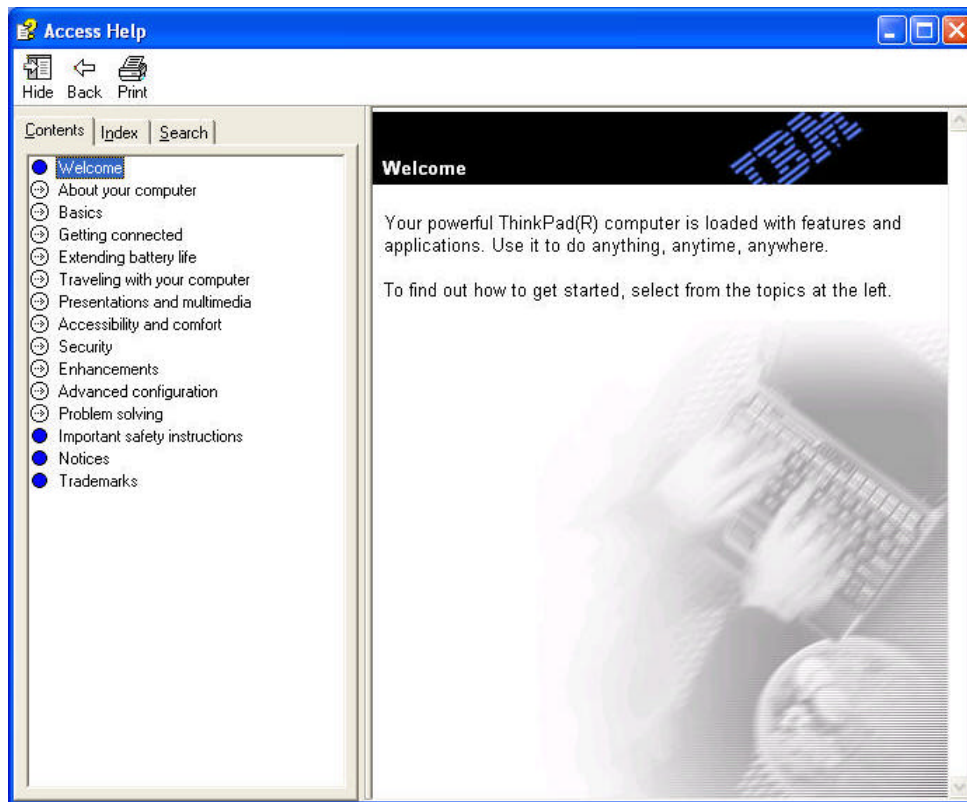 Access Help
Hide Back Print
Contents Index Search
Welcome
About your computer
Basics
Getting connected
Extending battery life
Traveling with your computer
Presentations and multimedia
Accessibility and comfort
Security
Enhancements
Advanced configuration
Problem solving
Important safety instructions
Notices
Trademarks
IBM
Welcome
Your powerful ThinkPad(R) computer is loaded with features and
applications. Use it to do anything, anytime, anywhere.
To find out how to get started, select from the topics at the left.